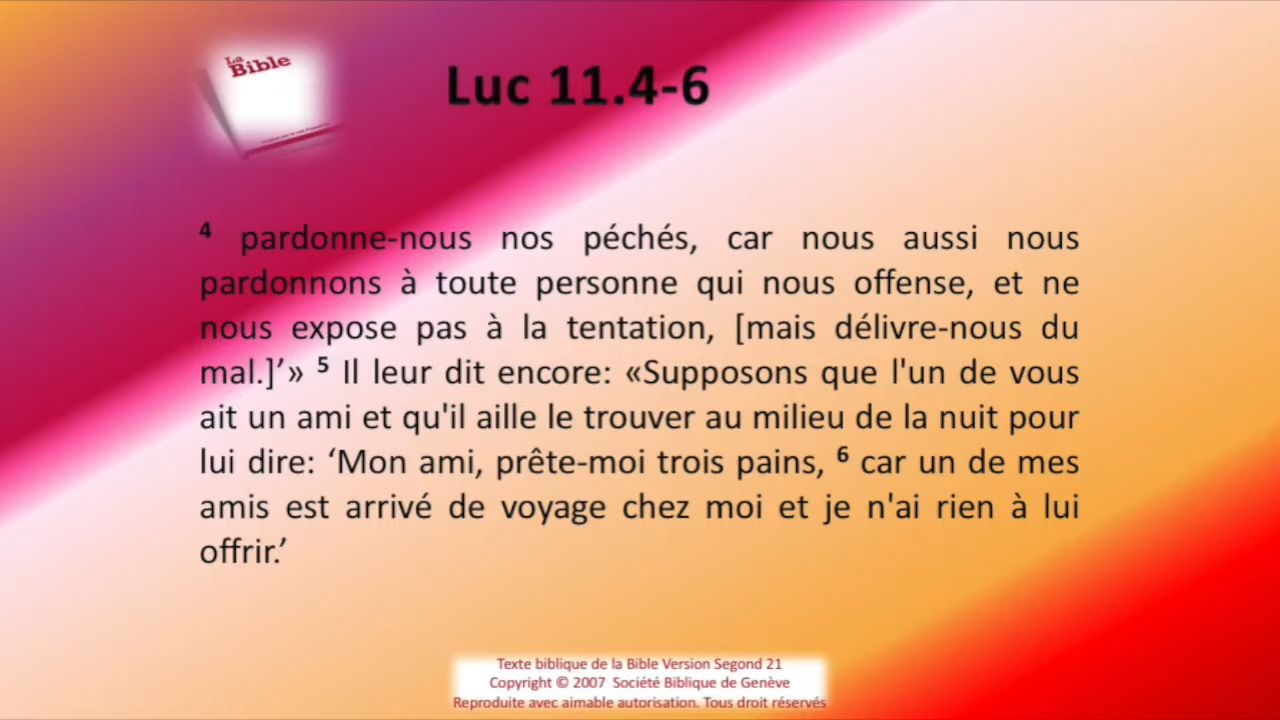 La
Bible
Luc 11.4-6
4 pardonne-nous nos péchés, car nous aussi nous
pardonnons à toute personne qui nous offense, et ne
nous expose pas à la tentation, [mais délivre-nous du
mal.]’» 5 Il leur dit encore: «Supposons que l'un de vous
ait un ami et qu'il aille le trouver au milieu de la nuit pour
lui dire: ‘Mon ami, prête-moi trois pains, 6 car un de mes
amis est arrivé de voyage chez moi et je n'ai rien à lui
offrir.’
Texte biblique de la Bible Version Segond 21
Copyright © 2007 Société Biblique de Genève
Reproduite avec aimable autorisation. Tous droit réservés